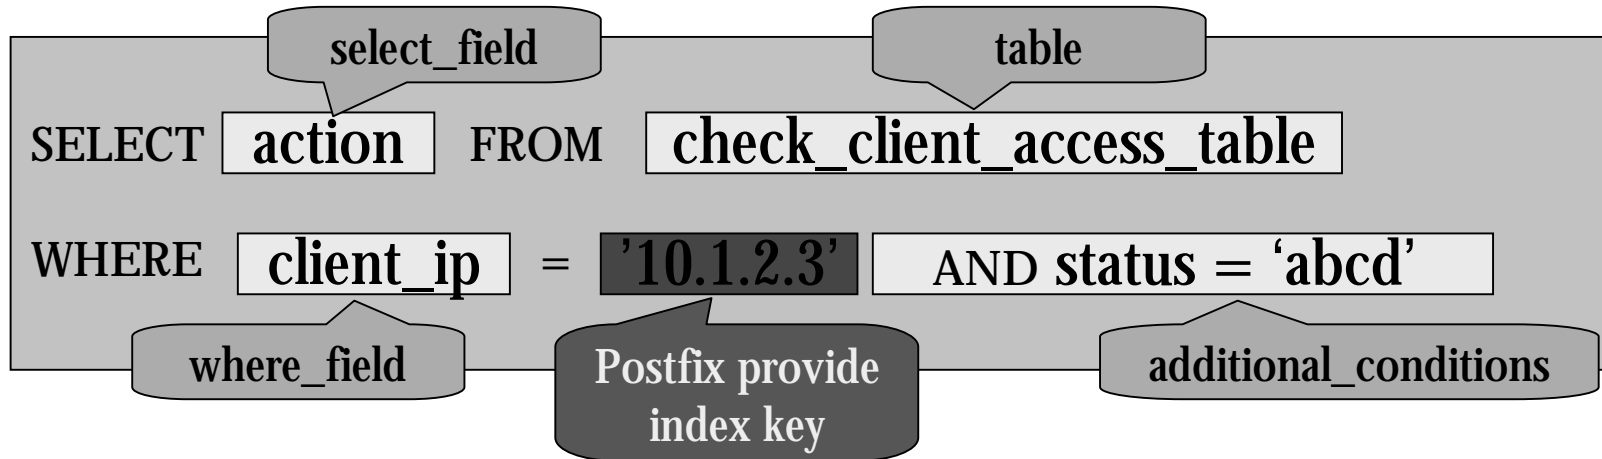 select_field table
SELECT action FROM check_client_access_table
WHERE client_ip = ’10.1.2.3’ AND status = ‘abcd’
where_field Postfix provide index key additional_conditions